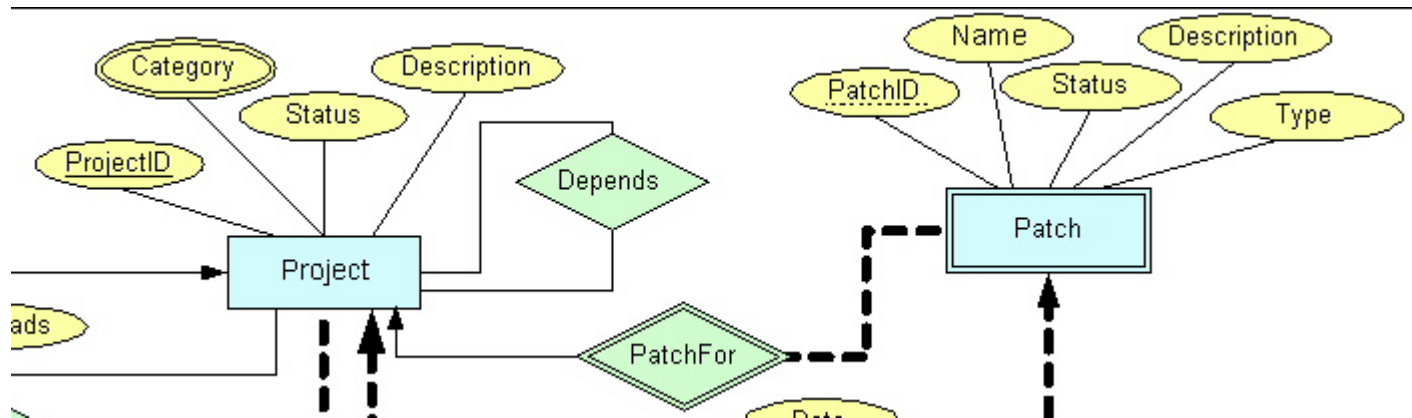 Name
Description
Category
Description
PatchID
Status
Status
Type
ProjectID
Depends
Patch
Project
ads
PatchFor